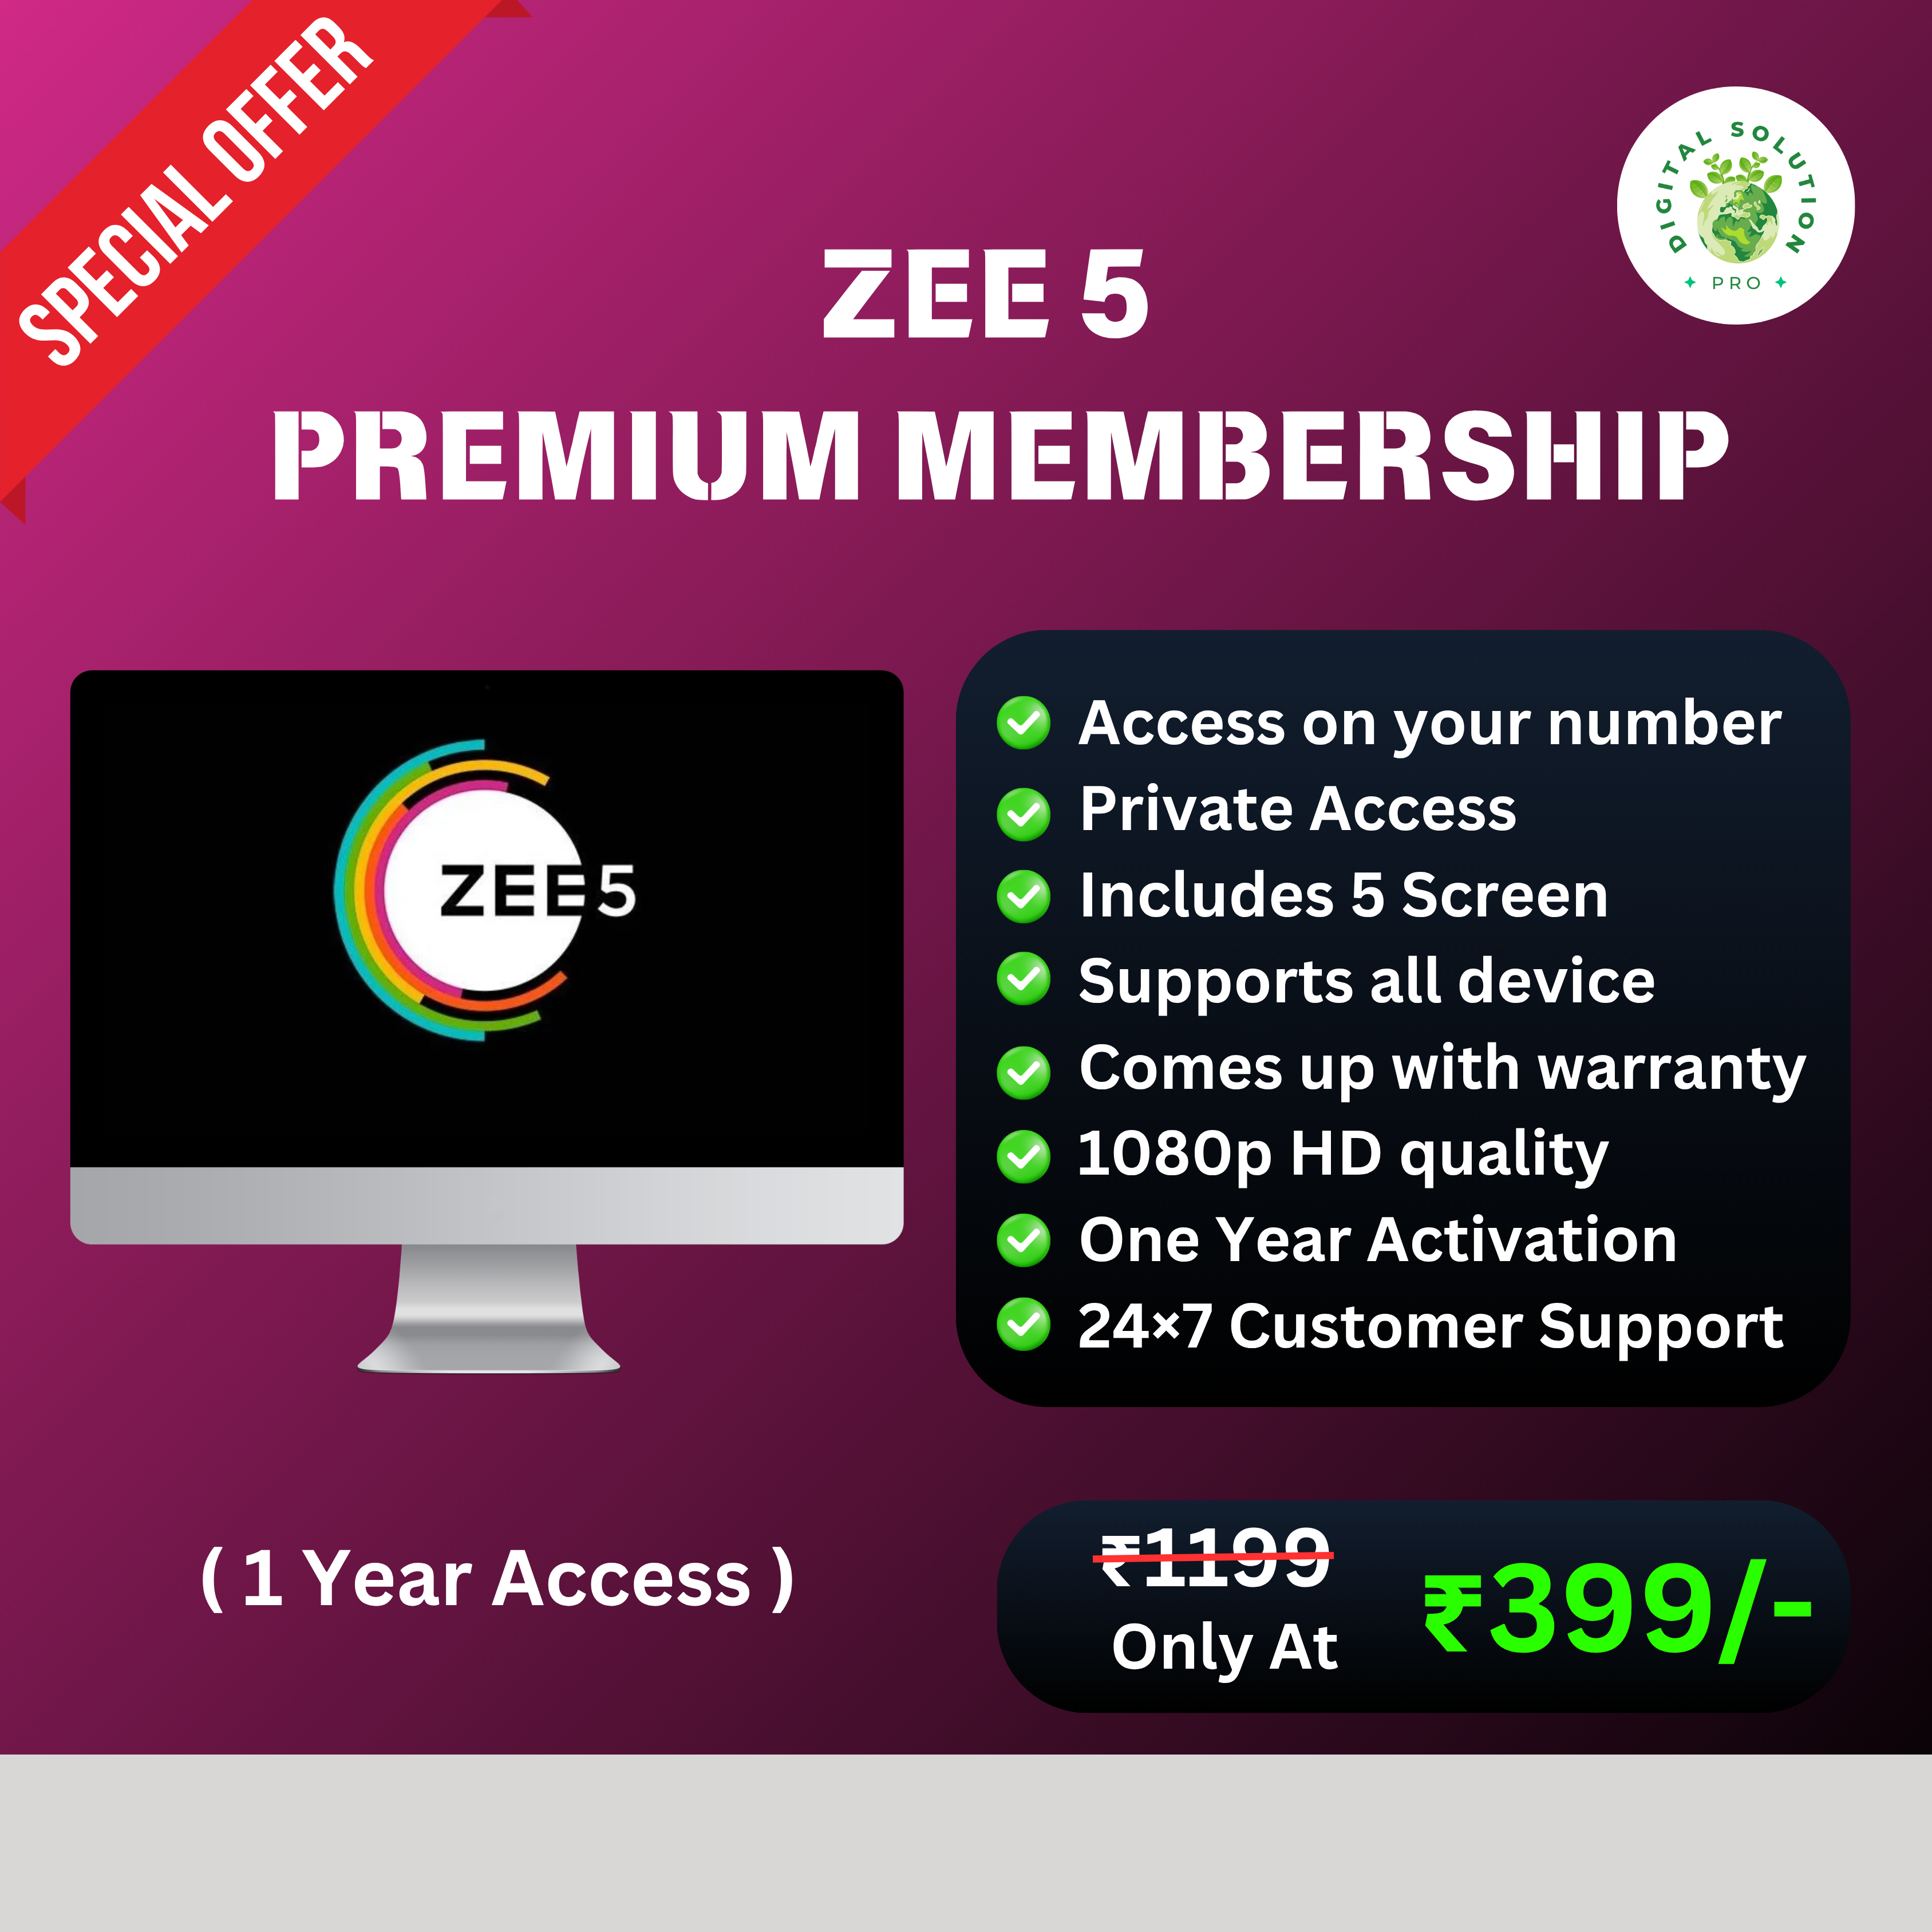 SPECIAL OFFER
DIGITAL SOLUTION
PRO
ZEE 5
PREMIUM MEMBERSHIP
ZEE5
Access on your number
Private Access
Includes 5 Screen
Supports all device
Comes up with warranty
1080p HD quality
One Year Activation
24×7 Customer Support
( 1 Year Access )
₹1199
Only At
₹399/-